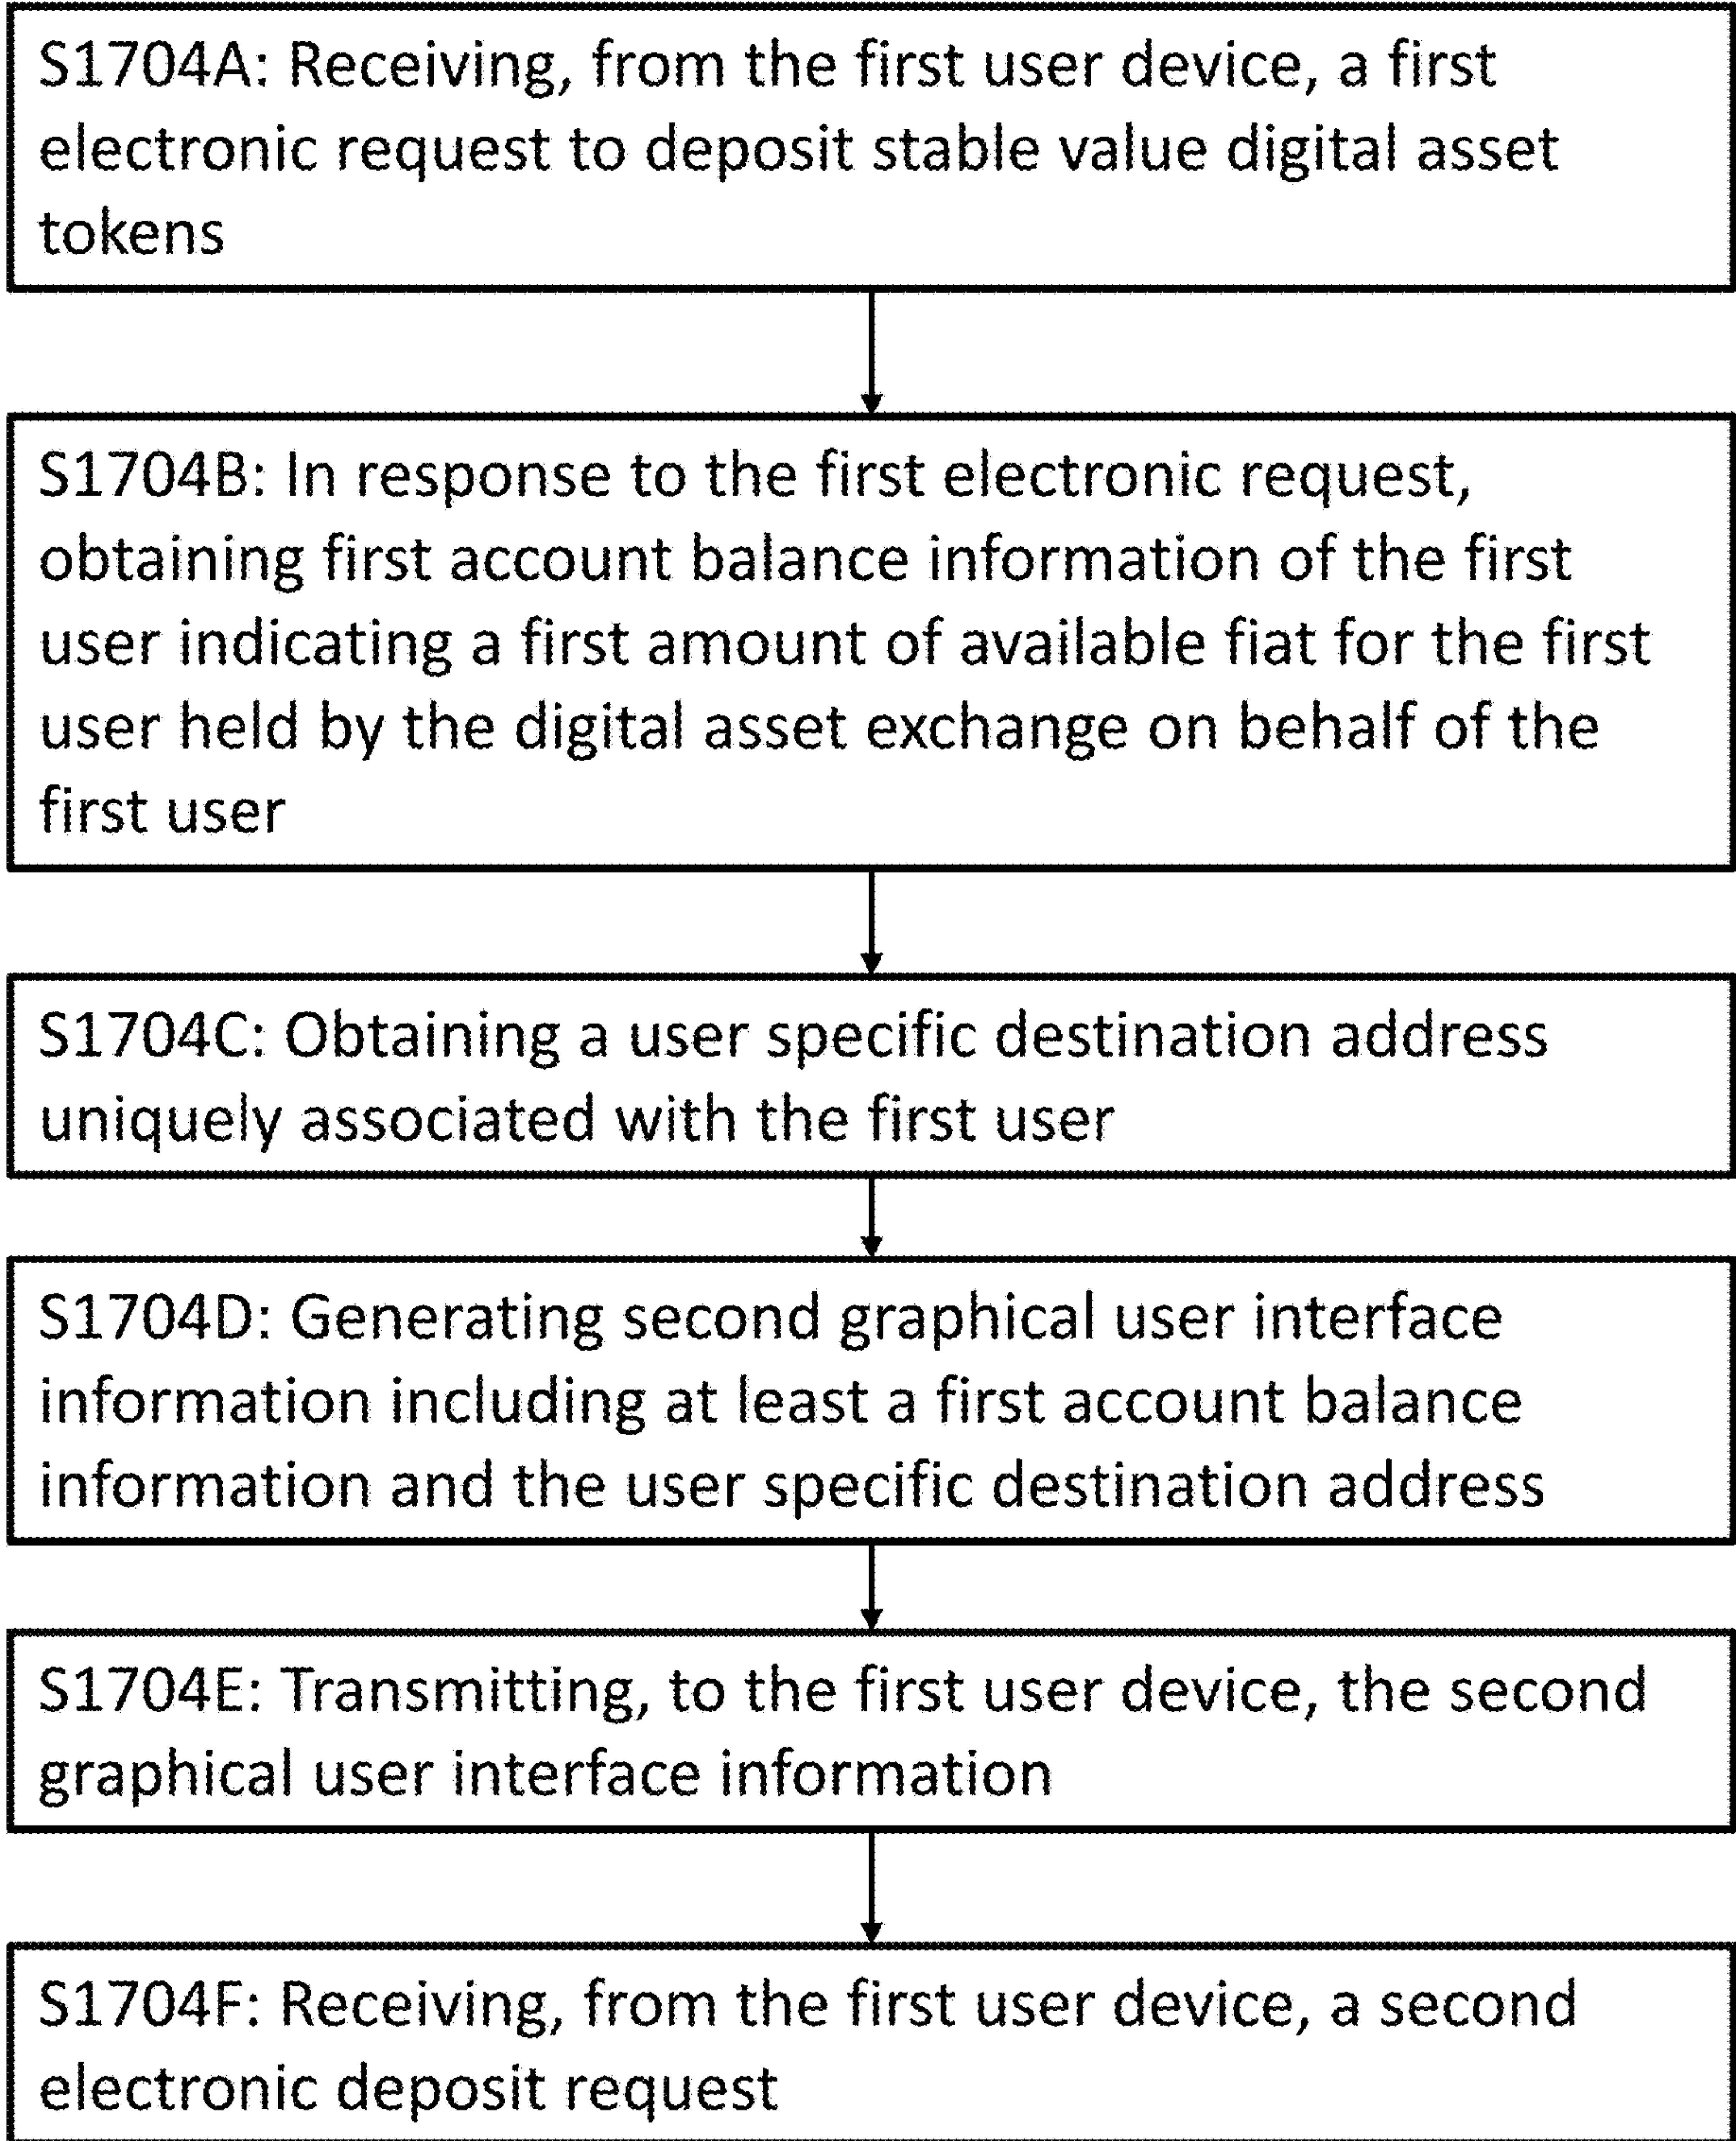 S1704A: Receiving, from the first user device, a first
electronic request to deposit stable value digital asset
tokens
S1704B: In response to the first electronic request,
obtaining first account balance information of the first
user indicating a first amount of available fiat for the first
user held by the digital asset exchange on behalf of the
first user
S1704C: Obtaining a user specific destination address
uniquely associated with the first user
S1704D: Generating second graphical user interface
information including at least a first account balance
information and the user specific destination address
S1704E: Transmitting, to the first user device, the second
graphical user interface information
S1704F: Receiving, from the first user device, a second
electronic deposit request